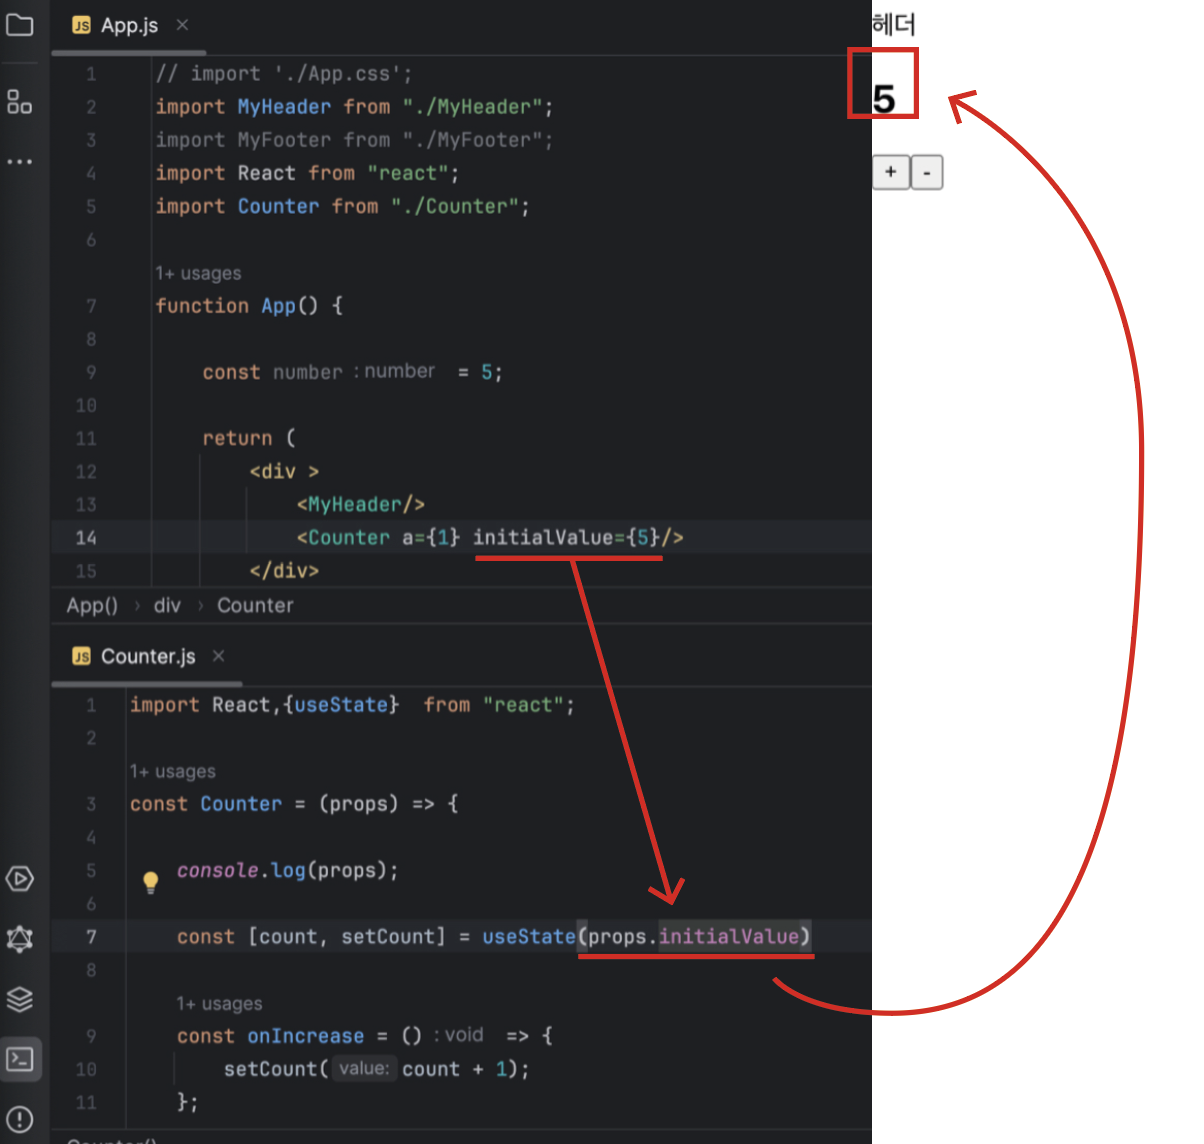 App.js
1 // import './App.css';
2 import MyHeader from "./MyHeader";
3 import MyFooter from "./MyFooter";
4 import React from "react";
5 import Counter from "./Counter";
6
1+ usages
7 function App() {
8
9 const number : number = 5;
10
11 return (
12 <div >
13 <MyHeader/>
14 <Counter a={1} initialValue={5}/>
15 </div>
App() › div › Counter
Counter.js
1 import React,{useState} from "react";
2
1+ usages
3 const Counter = (props) => {
4
5 console.log(props);
6
7 const [count, setCount] = useState(props.initialValue)
8
1+ usages
9 const onIncrease = () : void => {
10 setCount( value: count + 1);
11 };
Counter()
헤더
5
+ -